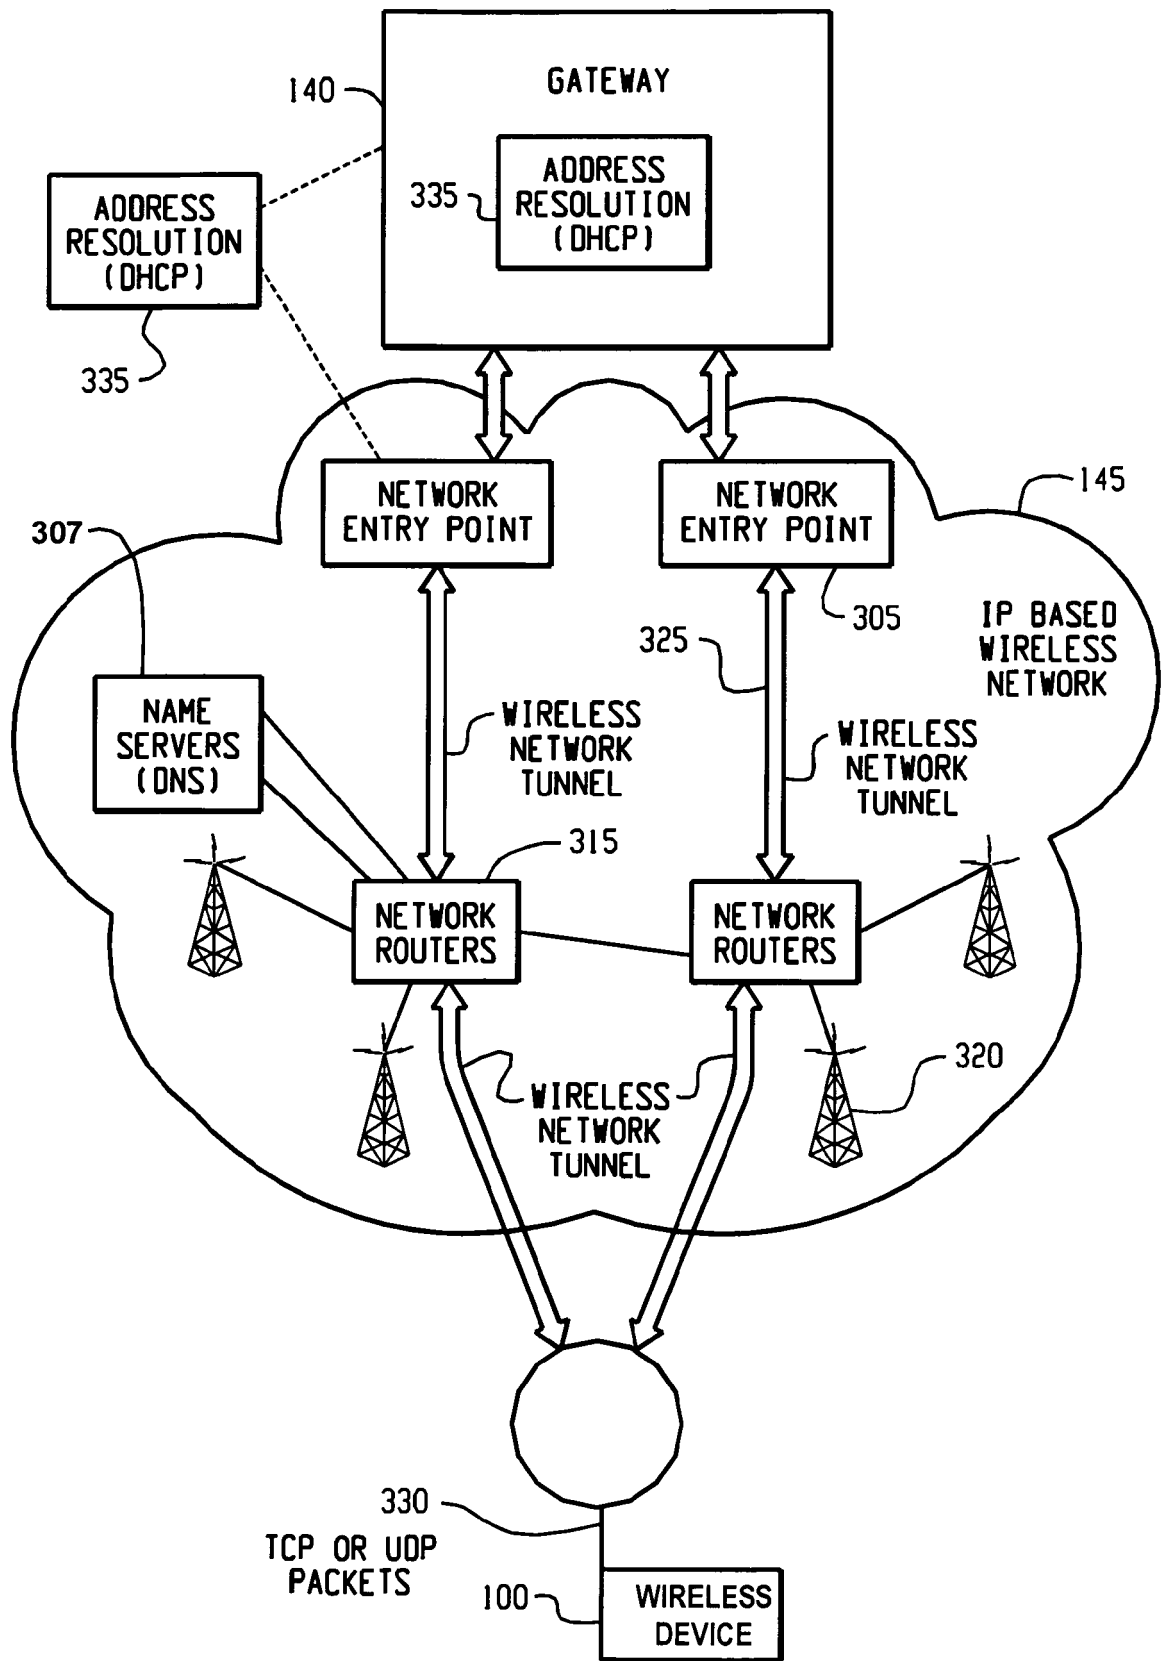 GATEWAY
140
ADDRESS
RESOLUTION
(DHCP)
335
ADDRESS
RESOLUTION
(DHCP)
335
NETWORK
ENTRY POINT
NETWORK
ENTRY POINT
145
307
305
325
IP BASED
WIRELESS
NETWORK
NAME
SERVERS
(DNS)
WIRELESS
NETWORK
TUNNEL
WIRELESS
NETWORK
TUNNEL
315
NETWORK
ROUTERS
NETWORK
ROUTERS
320
WIRELESS
NETWORK
TUNNEL
330
TCP OR UDP
PACKETS
100
WIRELESS
DEVICE